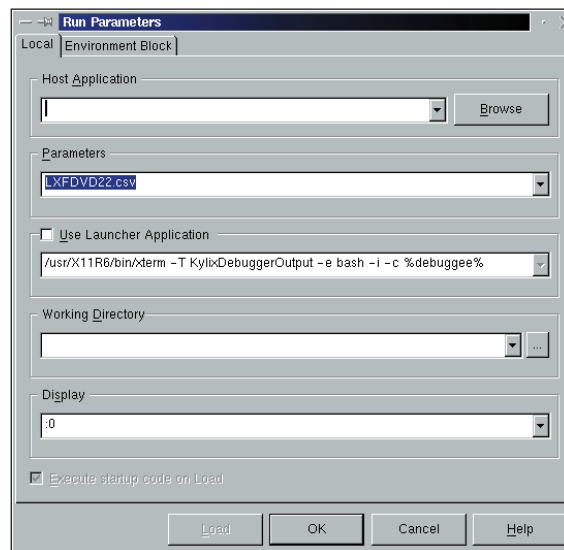 Run Parameters
Local Environment Block
Host Application
Browse
Parameters
LXFDVD22.csv
Use Launcher Application
/usr/X11R6/bin/xterm -T KylixDebuggerOutput -e bash -i -c %debuggee%
Working Directory
...
Display
:0
Execute startup code on Load
Load OK Cancel Help